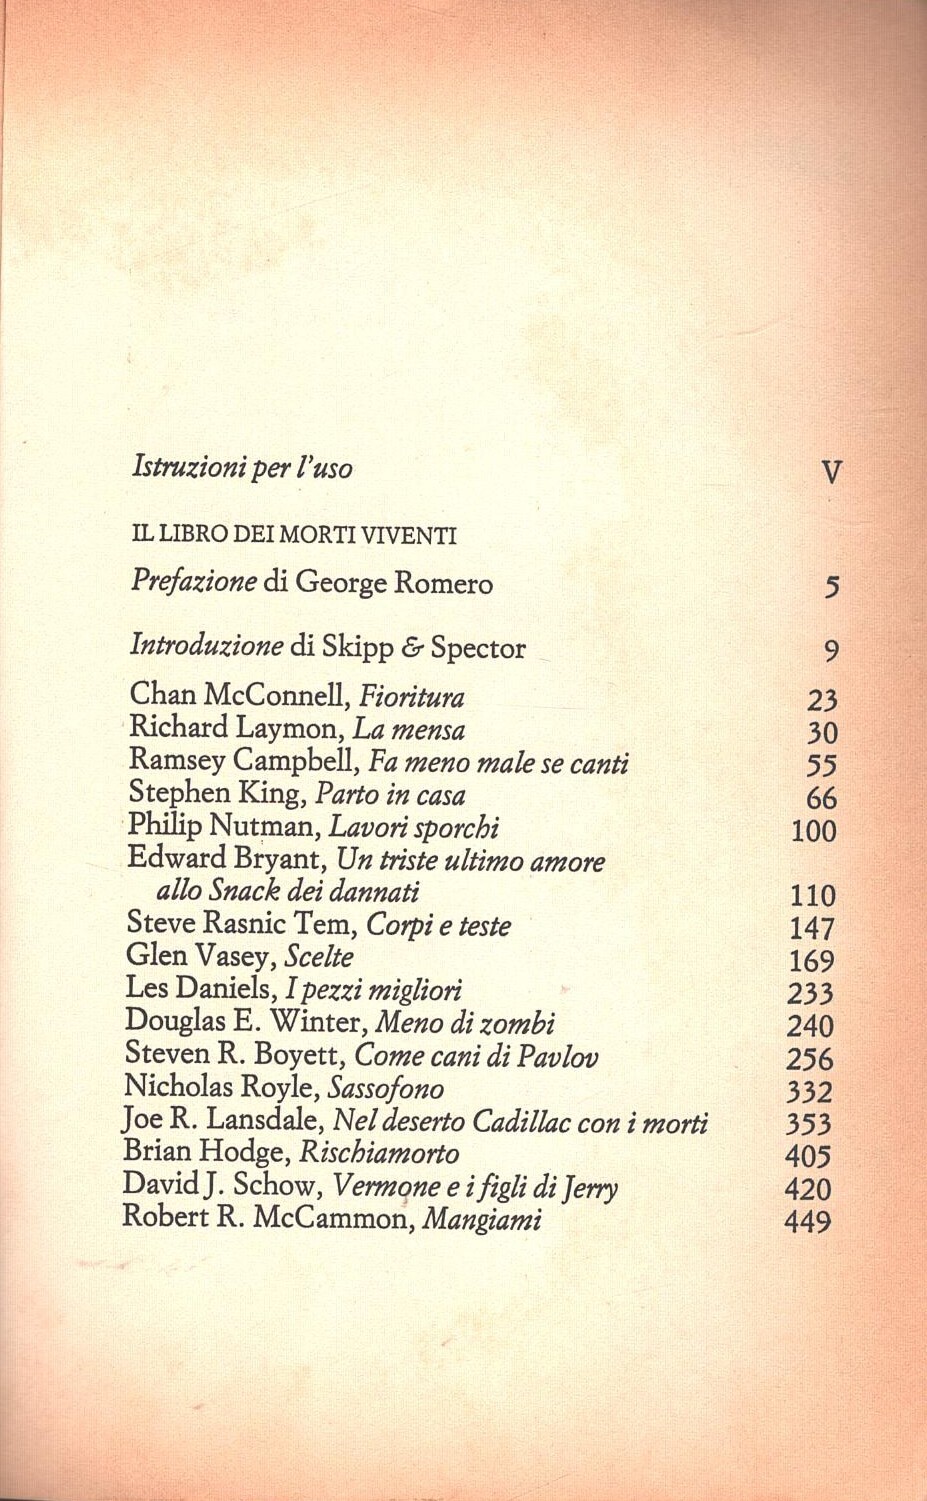 Istruzioni per l'uso V
IL LIBRO DEI MORTI VIVENTI
Prefazione di George Romero 5
Introduzione di Skipp & Spector 9
Chan McConnell, Fioritura 23
Richard Laymon, La mensa 30
Ramsey Campbell, Fa meno male se canti 55
Stephen King, Parto in casa 66
Philip Nutman, Lavori sporchi 100
Edward Bryant, Un triste ultimo amore
allo Snack dei dannati 110
Steve Rasnic Tem, Corpi e teste 147
Glen Vasey, Scelte 169
Les Daniels, I pezzi migliori 233
Douglas E. Winter, Meno di zombi 240
Steven R. Boyett, Come cani di Pavlov 256
Nicholas Royle, Sassofono 332
Joe R. Lansdale, Nel deserto Cadillac con i morti 353
Brian Hodge, Rischiamorto 405
David J. Schow, Vermone e i figli di Jerry 420
Robert R. McCammon, Mangiami 449